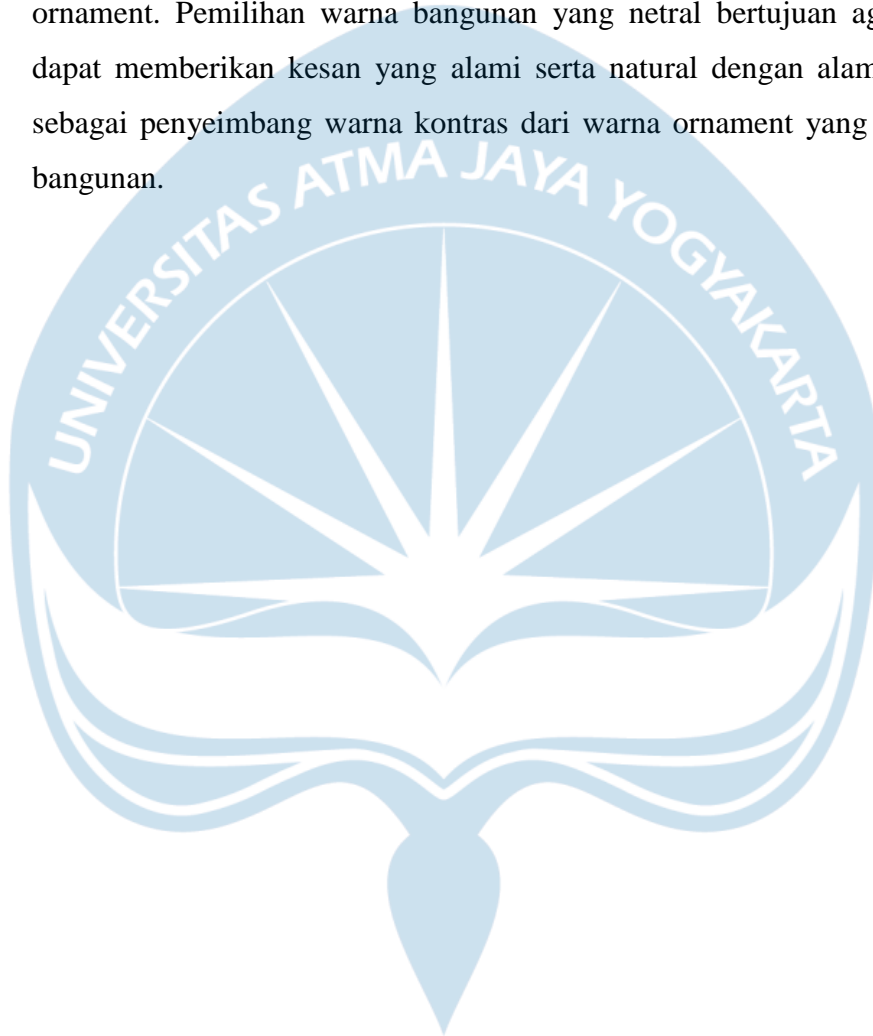 ornament. Pemilihan warna bangunan yang netral bertujuan
dapat memberikan kesan yang alami serta natural dengan alam
sebagai penyeimbang warna kontras dari warna ornament yang
bangunan.
UNIVERSITAS ATMA JAYA YOGYAKARTA